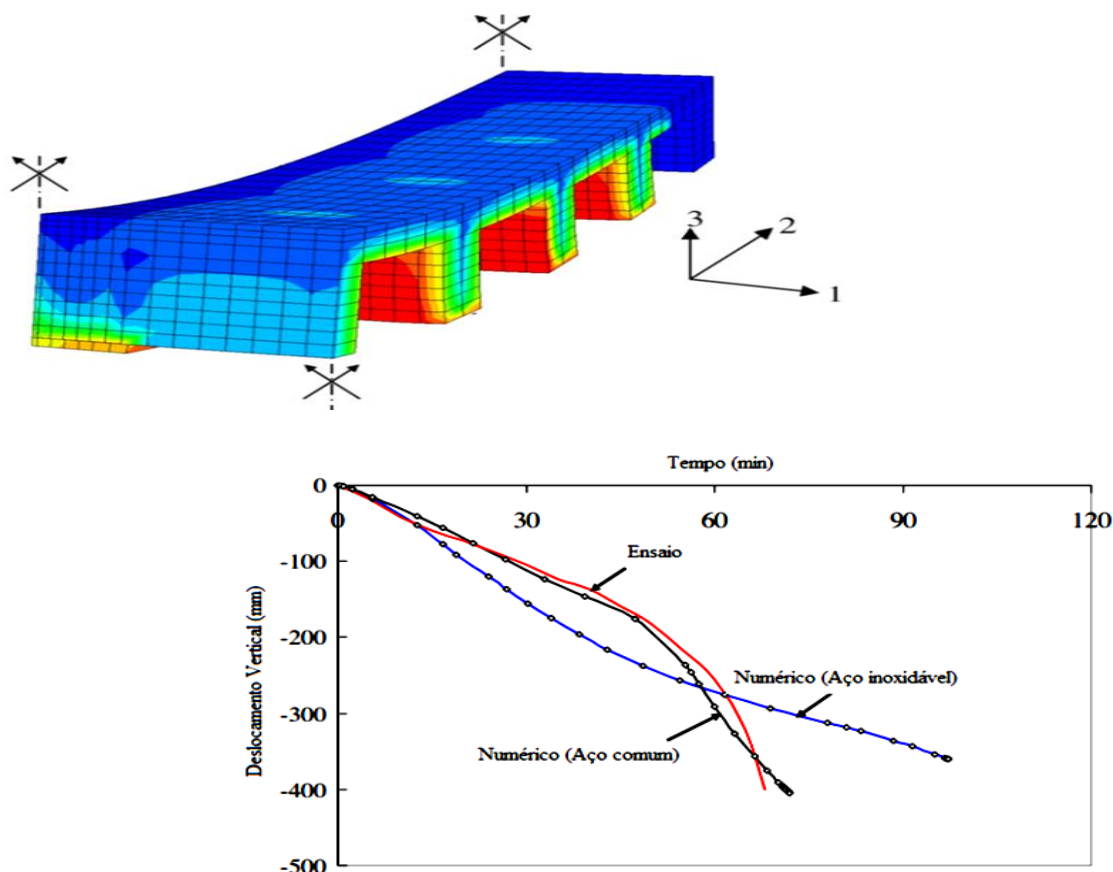 3
2
1
Tempo (min)
0
0
30
60
90
120
-100
-200
-300
-400
-500
Deslocamento Vertical (mm)
Ensaio
Numérico (Aço inoxidável)
Numérico (Aço comum)